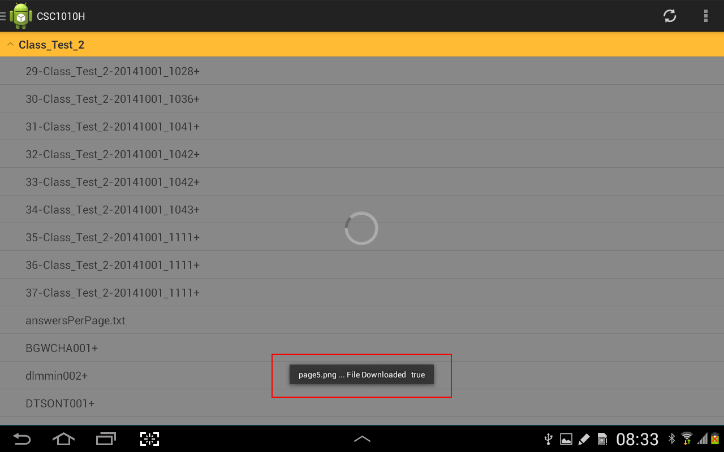 CSC1010H
Class_Test_2
29-Class_Test_2-20141001_1028+
30-Class_Test_2-20141001_1036+
31-Class_Test_2-20141001_1041+
32-Class_Test_2-20141001_1042+
33-Class_Test_2-20141001_1042+
34-Class_Test_2-20141001_1043+
35-Class_Test_2-20141001_1111+
36-Class_Test_2-20141001_1111+
37-Class_Test_2-20141001_1111+
answersPerPage.txt
BGWCHA001+
dlmmin002+
DTSONT001+
page5.png ... File Downloaded true
08:33